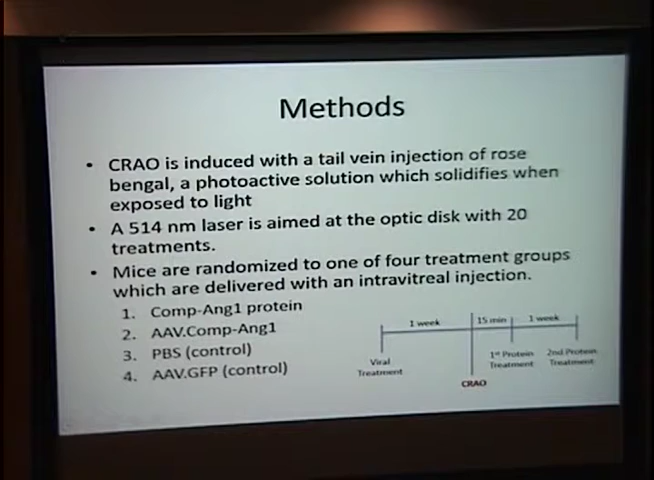 Methods
• CRAO is induced with a tail vein injection of rose
bengal, a photoactive solution which solidifies when
exposed to light
• A 514 nm laser is aimed at the optic disk with 20
treatments.
• Mice are randomized to one of four treatment groups
which are delivered with an intravitreal injection.
1. Comp-Ang1 protein
2. AAV.Comp-Ang1
3. PBS (control)
4. AAV.GFP (control)
1 week 15 min 1 week
Viral
Treatment
CRAO
1st Protein
Treatment
2nd Protein
Treatment